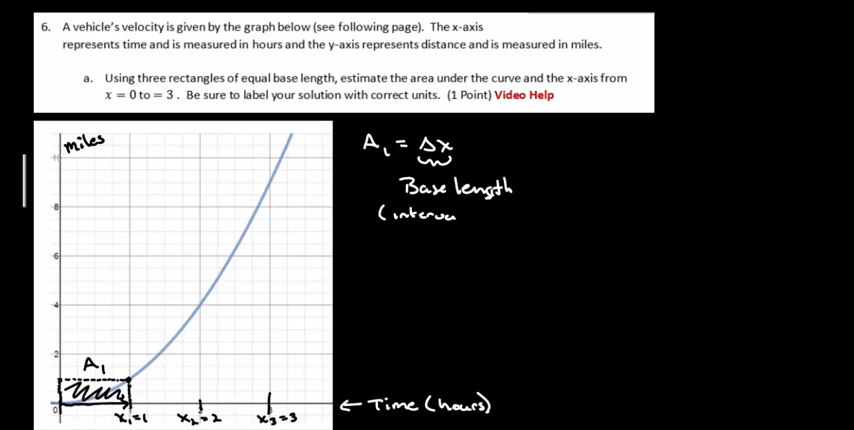 6. A vehicle's velocity is given by the graph below (see following page). The x-axis
represents time and is measured in hours and the y-axis represents distance and is measured in miles.
a. Using three rectangles of equal base length, estimate the area under the curve and the x-axis from
x = 0 to = 3 . Be sure to label your solution with correct units. (1 Point) Video Help
miles
A₁ = Δx
10
Base length
8
(interva
6
4
2
A₁
0
x₁=1 x₂=2 x₃=3
← Time (hours)